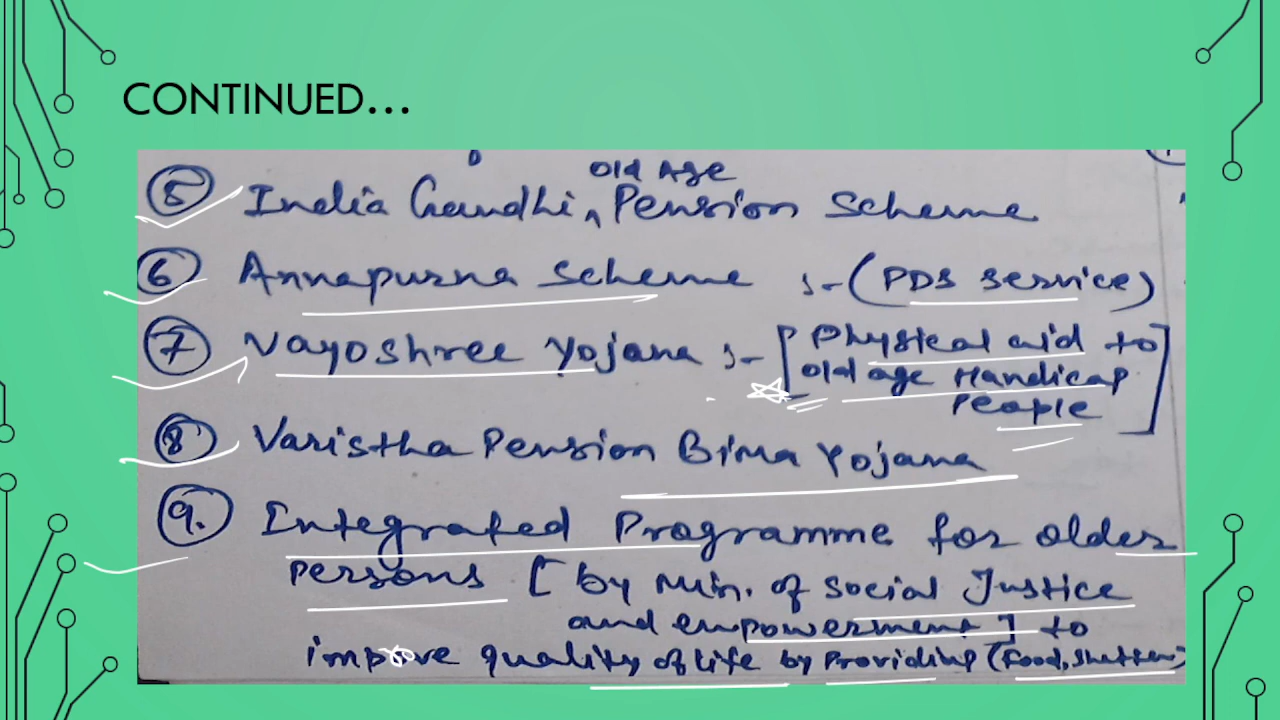 CONTINUED...
old Age
⑤ India Gandhi ^ Pension Scheme
⑥ Annapurna Scheme :- (PDS service)
⑦ Vayoshree Yojana :- [Physical aid to
old age Handicap
People]
⑧ Varistha Pension Bima Yojana
⑨. Integrated Programme for older
Persons [by Min. of Social Justice
and empowerment] to
improve quality of life by Providing (Food, Shelter)